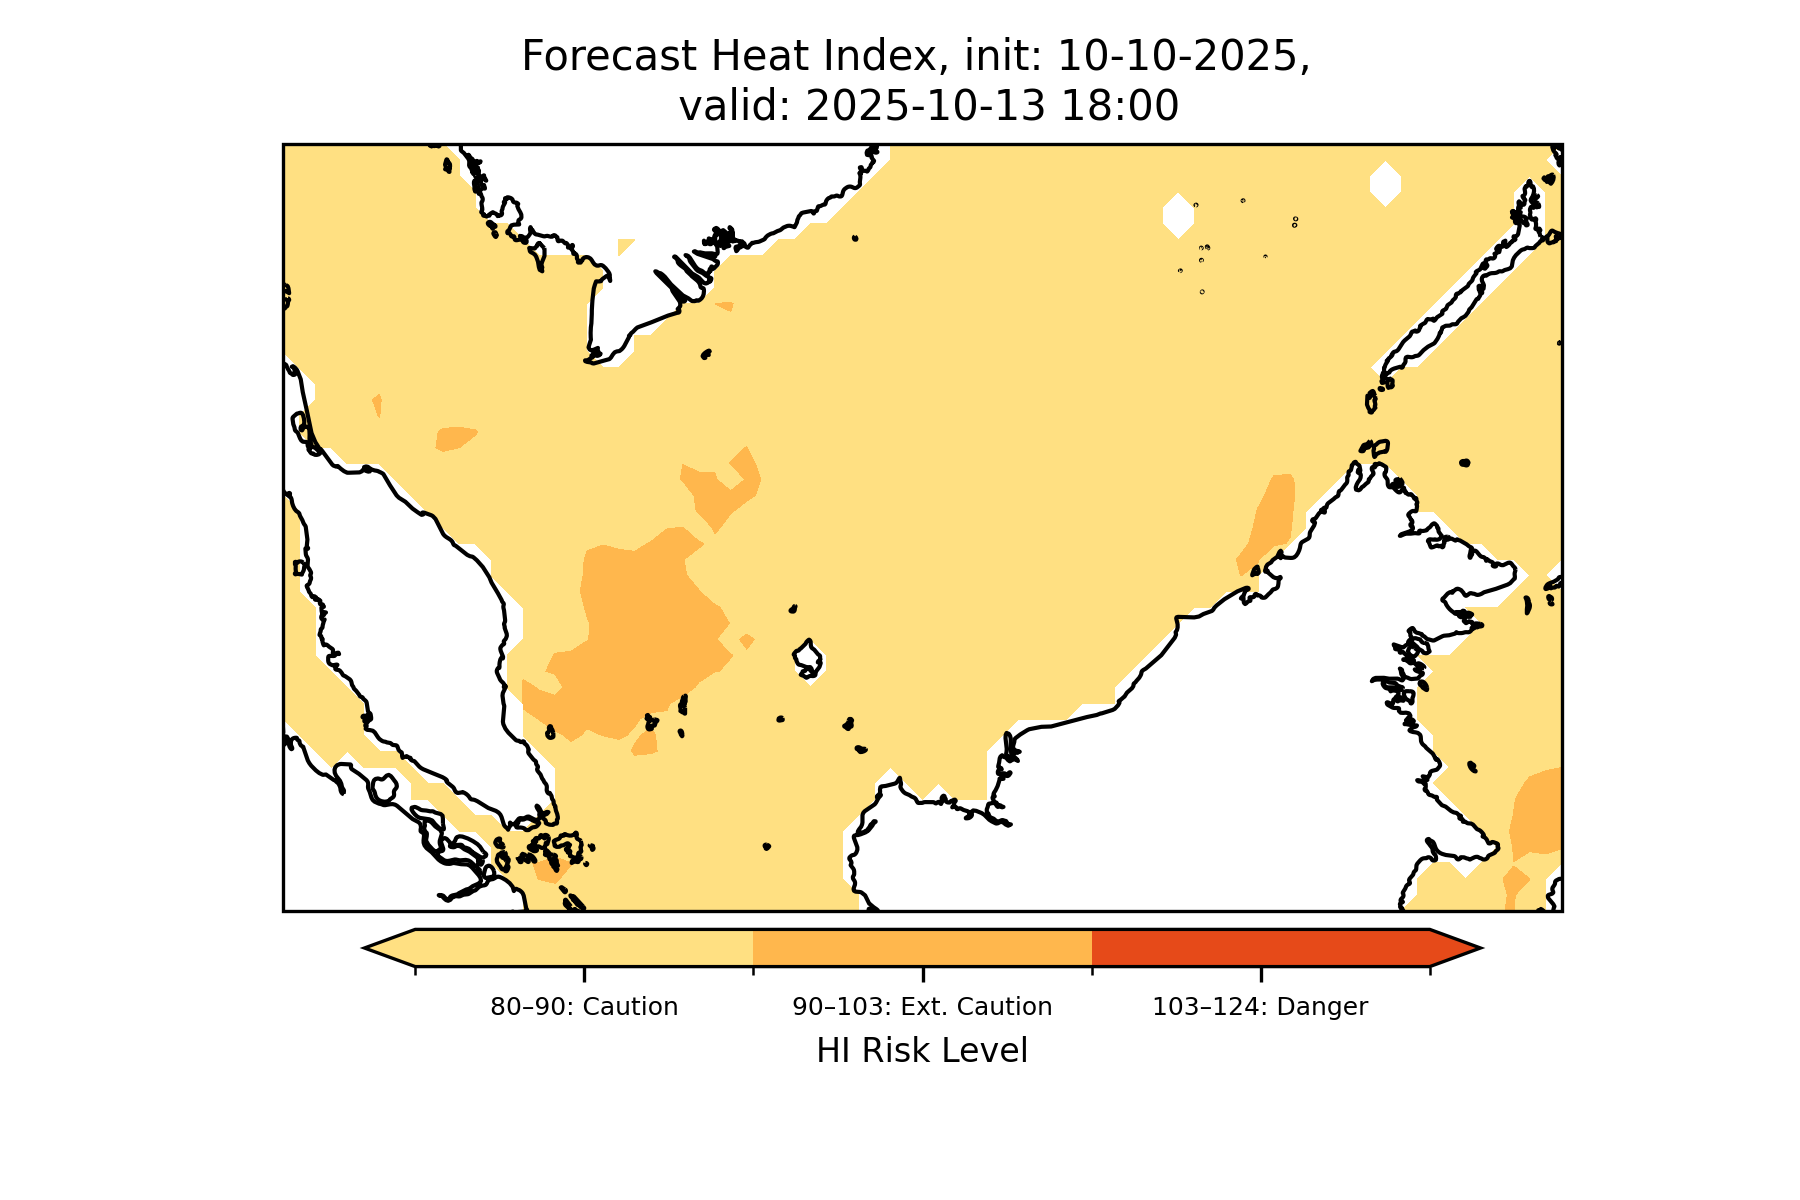 Forecast Heat Index, init: 10-10-2025,
valid: 2025-10-13 18:00
80–90: Caution
90–103: Ext. Caution
103–124: Danger
HI Risk Level